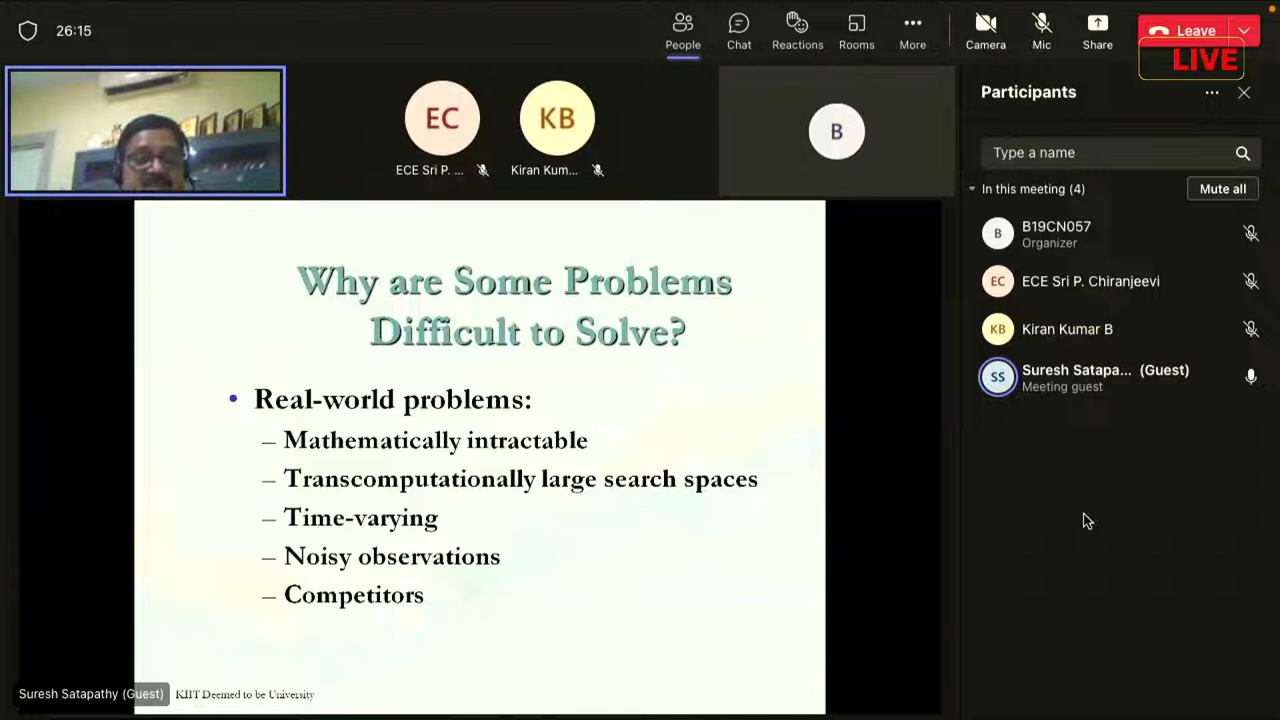 26:15
People
Chat
Reactions
Rooms
More
Camera
Mic
Share
Leave
LIVE
EC
ECE Sri P. ...
KB
Kiran Kum...
B
Participants
Type a name
In this meeting (4)
Mute all
B
B19CN057
Organizer
EC
ECE Sri P. Chiranjeevi
KB
Kiran Kumar B
SS
Suresh Satapa... (Guest)
Meeting guest
Why are Some Problems
Difficult to Solve?
• Real-world problems:
– Mathematically intractable
– Transcomputationally large search spaces
– Time-varying
– Noisy observations
– Competitors
Suresh Satapathy (Guest)
KIIT Deemed to be University